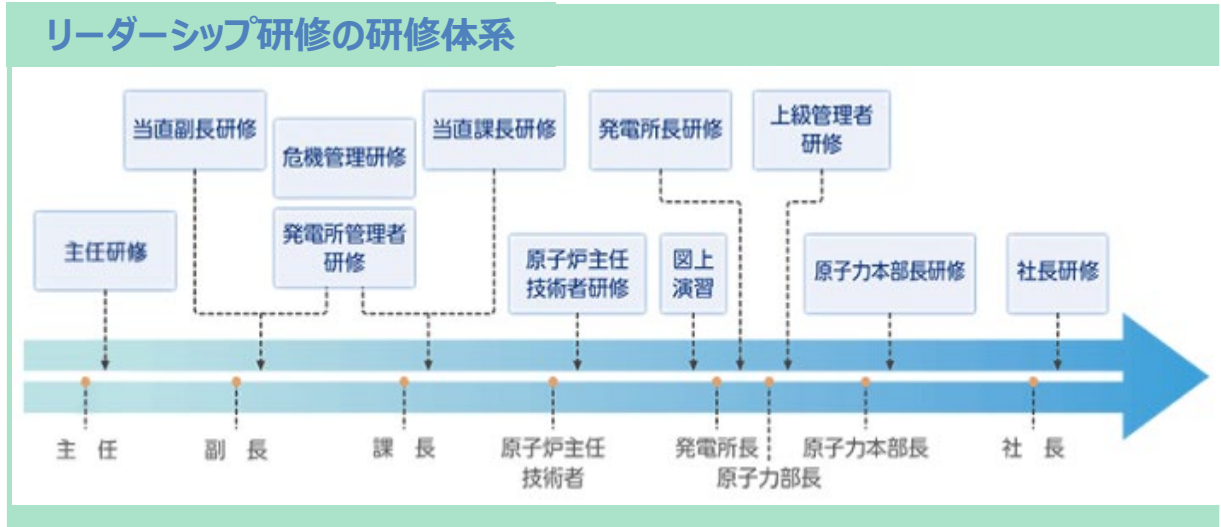 リーダーシップ研修の研修体系
当直副長研修
危機管理研修
当直課長研修
発電所長研修
上級管理者
研修
主任研修
発電所管理者
研修
原子炉主任
技術者研修
図上
演習
原子力本部長研修
社長研修
主 任
副 長
課 長
原子炉主任
技術者
発電所長
原子力部長
原子力本部長
社 長